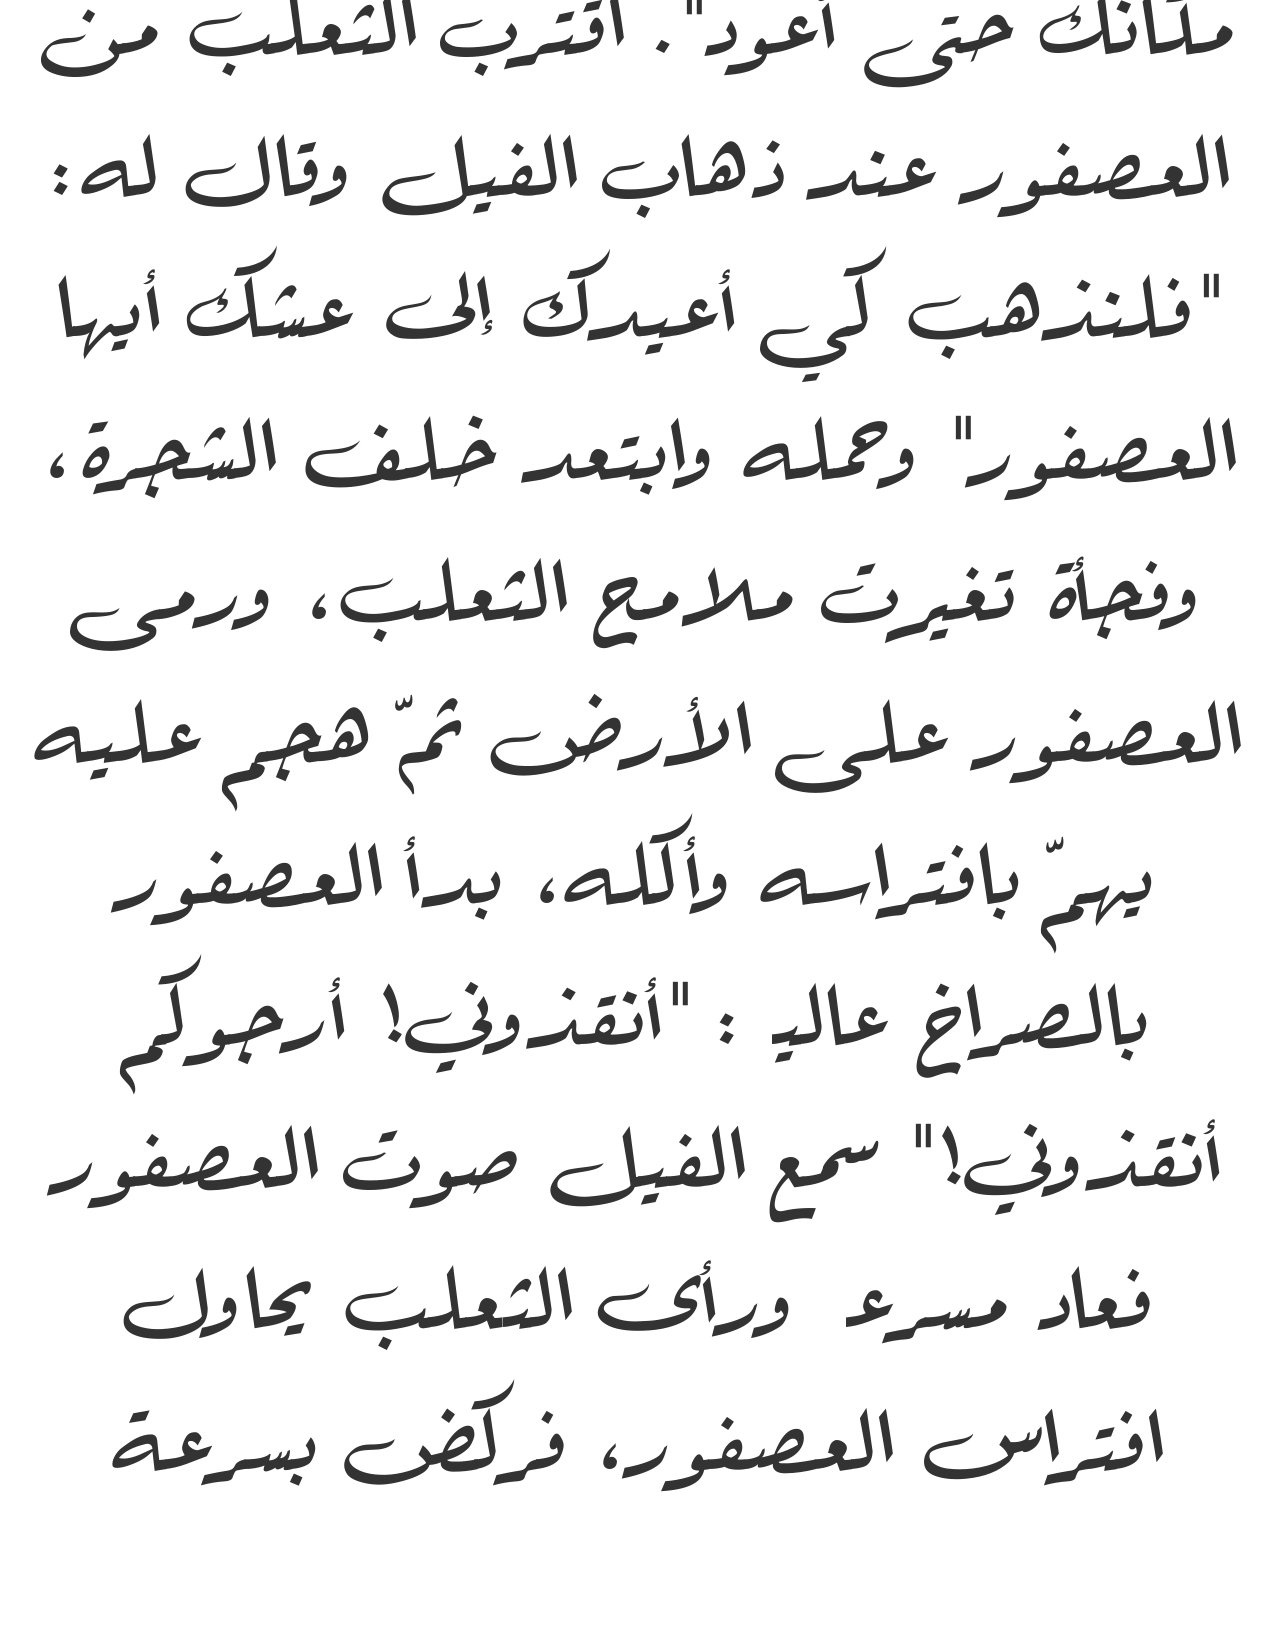 مكانك حتى أعود". اقترب الثعلب من
العصفور عند ذهاب الفيل وقال له:
"فلنذهب كي أعيدك إلى عشك أيها
العصفور" وحمله وابتعد خلف الشجرة،
وفجأة تغيرت ملامح الثعلب، ورمى
العصفور على الأرض ثمّ هجم عليه
يهمّ بافتراسه وأكله، بدأ العصفور
بالصراخ عاليـ : "أنقذوني! أرجوكم
أنقذوني!" سمع الفيل صوت العصفور
فعاد مسرعـ ورأى الثعلب يحاول
افتراس العصفور، فركض بسرعة